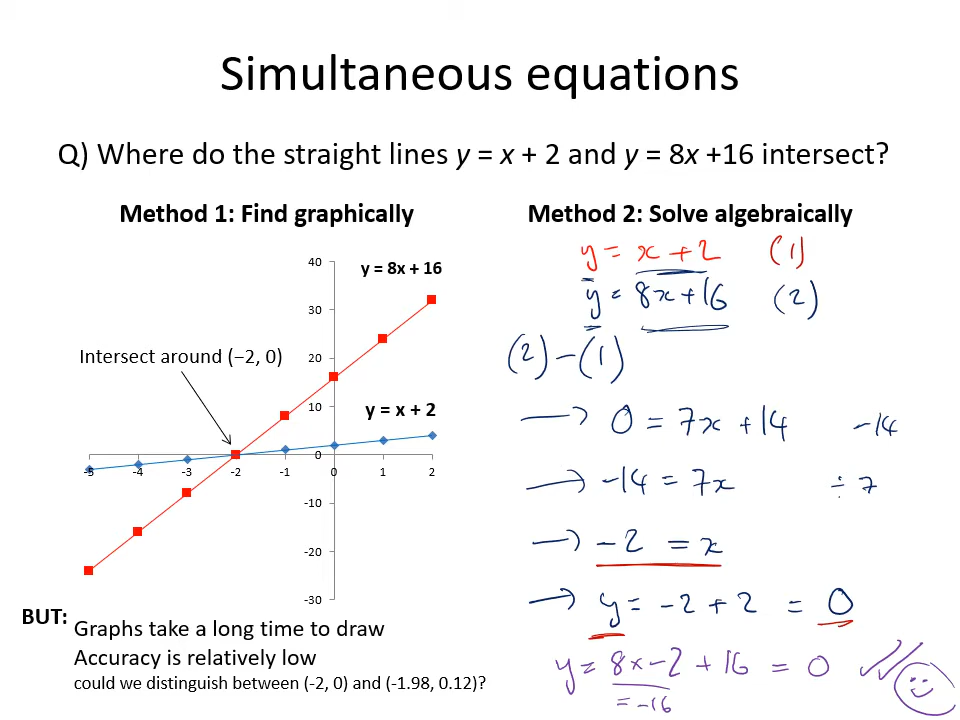 Simultaneous equations
Q) Where do the straight lines y = x + 2 and y = 8x +16 intersect?
Method 1: Find graphically
40
y = 8x + 16
30
Intersect around (−2, 0)
20
10
y = x + 2
0
-5 -4 -3 -2 -1 0 1 2
-10
-20
-30
BUT:
Graphs take a long time to draw
Accuracy is relatively low
could we distinguish between (-2, 0) and (-1.98, 0.12)?
Method 2: Solve algebraically
y = x + 2 (1)
y = 8x + 16 (2)
(2) – (1)
→ 0 = 7x + 14 -14
→ -14 = 7x ÷ 7
→ -2 = x
→ y = -2 + 2 = 0
y = 8 x -2 + 16 = 0 ✓✓
= -16